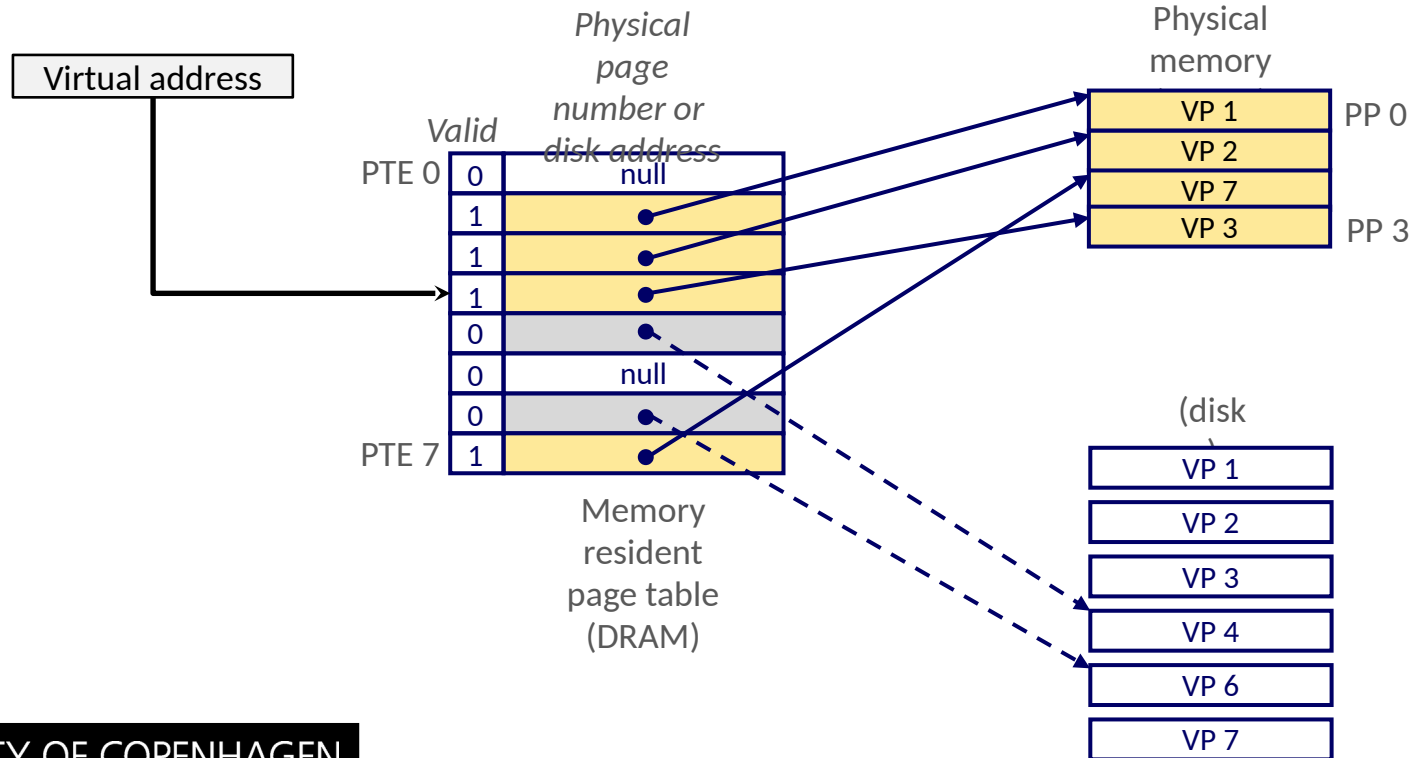 Physical
page
number or
disk address
Virtual address
Valid
PTE 0
0
null
1
1
1
0
0
null
0
PTE 7
1
Memory
resident
page table
(DRAM)
Physical
memory
VP 1
PP 0
VP 2
VP 7
VP 3
PP 3
(disk
)
VP 1
VP 2
VP 3
VP 4
VP 6
VP 7
OF COPENHAGEN